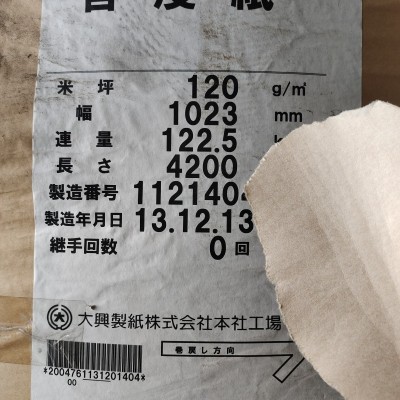 米坪 120 g/㎡
幅 1023 mm
連量 122.5
長さ 4200
製造番号 1121404
製造年月日 13.12.13
継手回数 0 回
大興製紙株式会社本社工場
巻戻し方向
*2004761131201404*
00